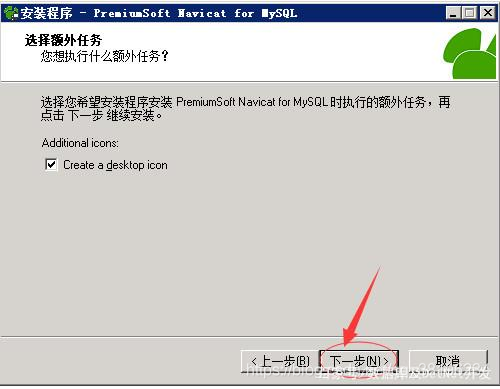 安装程序 - PremiumSoft Navicat for MySQL
选择额外任务
您想执行什么额外任务？
选择您希望安装程序安装 PremiumSoft Navicat for MySQL 时执行的额外任务，再
点击 下一步 继续安装。
Additional icons:
Create a desktop icon
< 上一步(B) 下一步(N) > 取消